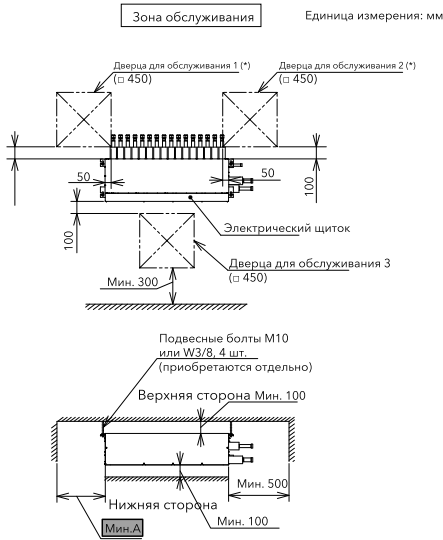 Зона обслуживания
Единица измерения: мм
Дверца для обслуживания 1 (*)
(□ 450)
Дверца для обслуживания 2 (*)
(□ 450)
50
50
100
100
Электрический щиток
Дверца для обслуживания 3
(□ 450)
Мин. 300
Подвесные болты M10
или W3/8, 4 шт.
(приобретаются отдельно)
Верхняя сторона
Мин. 100
Мин. 500
Нижняя сторона
Мин. 100
Мин.A